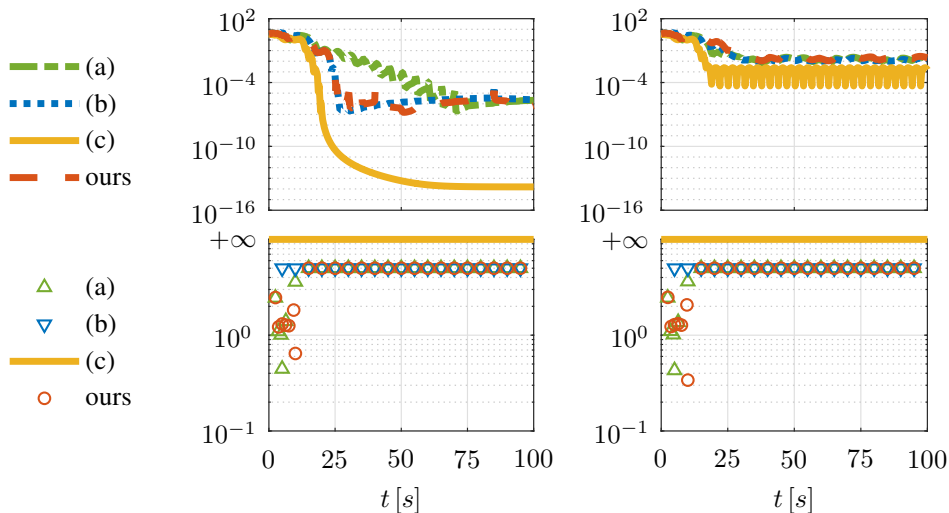 (a)
(b)
(c)
ours
10^2
10^{-4}
10^{-10}
10^{-16}
10^2
10^{-4}
10^{-10}
10^{-16}
(a)
(b)
(c)
ours
+∞
10^0
10^{-1}
0 25 50 75 100
t [s]
+∞
10^0
10^{-1}
0 25 50 75 100
t [s]